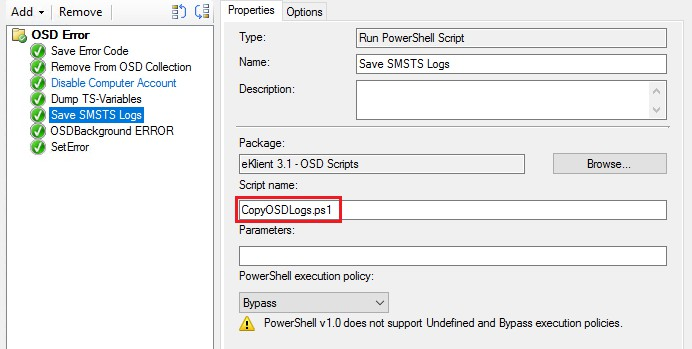 Add
Remove
OSD Error
Save Error Code
Remove From OSD Collection
Disable Computer Account
Dump TS-Variables
Save SMSTS Logs
OSDBackground ERROR
SetError
Properties
Options
Type:
Run PowerShell Script
Name:
Save SMSTS Logs
Description:
Package:
eKlient 3.1 - OSD Scripts
Browse...
Script name:
CopyOSDLogs.ps1
Parameters:
PowerShell execution policy:
Bypass
PowerShell v1.0 does not support Undefined and Bypass execution policies.